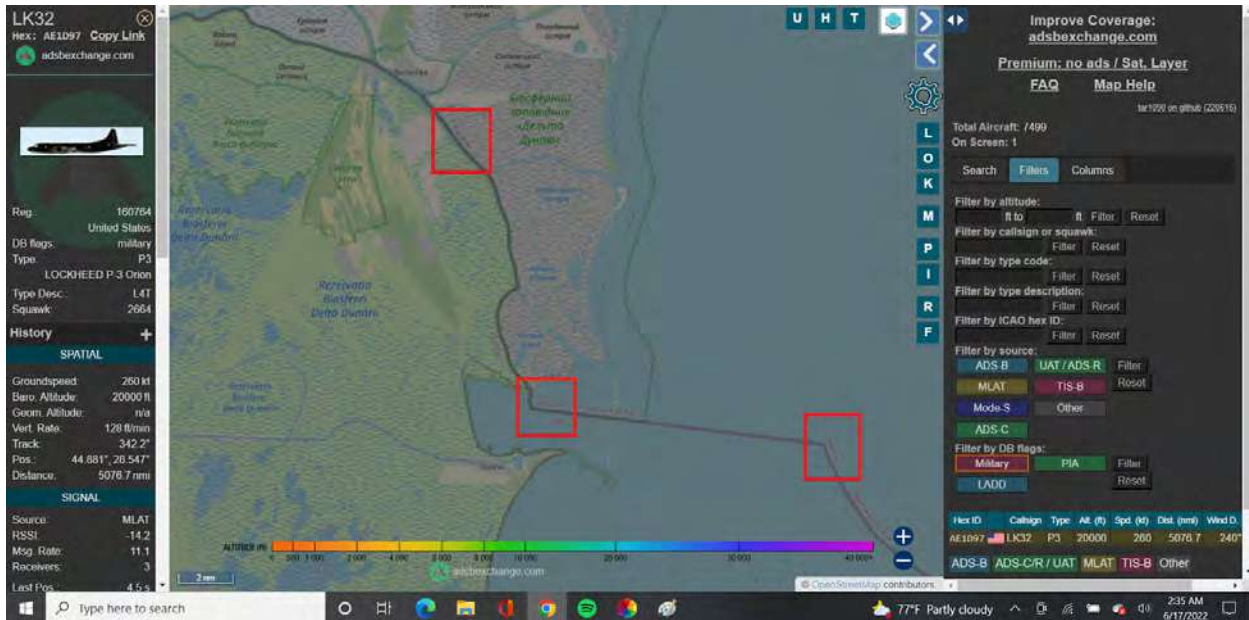 LK32
Hex: AE1D97 Copy Link
adsbexchange.com
Reg.: 160764
United States
DB flags: military
Type: P3
LOCKHEED P-3 Orion
Type Desc.: L4T
Squawk: 2664
History +
SPATIAL
Groundspeed: 260 kt
Baro. Altitude: 20000 ft
Geom. Altitude: n/a
Vert. Rate: 128 ft/min
Track: 342.2°
Pos.: 44.881°, 28.547°
Distance: 5076.7 nmi
SIGNAL
Source: MLAT
RSSI: -14.2
Msg. Rate: 11.1
Receivers: 3
Last Pos.: 4.5 s
Біосферний
заповідник
«Дельта
Дунаю»
Rezervația
Biosferei
Delta Dunării
ALTITUDE (ft)
500 1 000 2 000 4 000 6 000 8 000 10 000 20 000 30 000 40 000+
adsbexchange.com
2 nmi
© OpenStreetMap contributors.
U H T
L
O
K
M
P
I
R
F
Improve Coverage:
adsbexchange.com
Premium: no ads / Sat. Layer
FAQ Map Help
tar1090 on github (220616)
Total Aircraft: 7499
On Screen: 1
Search Filters Columns
Filter by altitude:
ft to ft Filter Reset
Filter by callsign or squawk:
Filter Reset
Filter by type code:
Filter Reset
Filter by type description:
Filter Reset
Filter by ICAO hex ID:
Filter Reset
Filter by source:
ADS-B UAT / ADS-R Filter
MLAT TIS-B Reset
Mode-S Other
ADS-C
Filter by DB flags:
Military PIA Filter
LADD Reset
Hex ID Callsign Type Alt. (ft) Spd. (kt) Dist. (nmi) Wind D.
AE1D97 LK32 P3 20000 260 5076.7 240°
ADS-B ADS-C/R / UAT MLAT TIS-B Other
Type here to search
77°F Partly cloudy
2:35 AM
6/17/2022